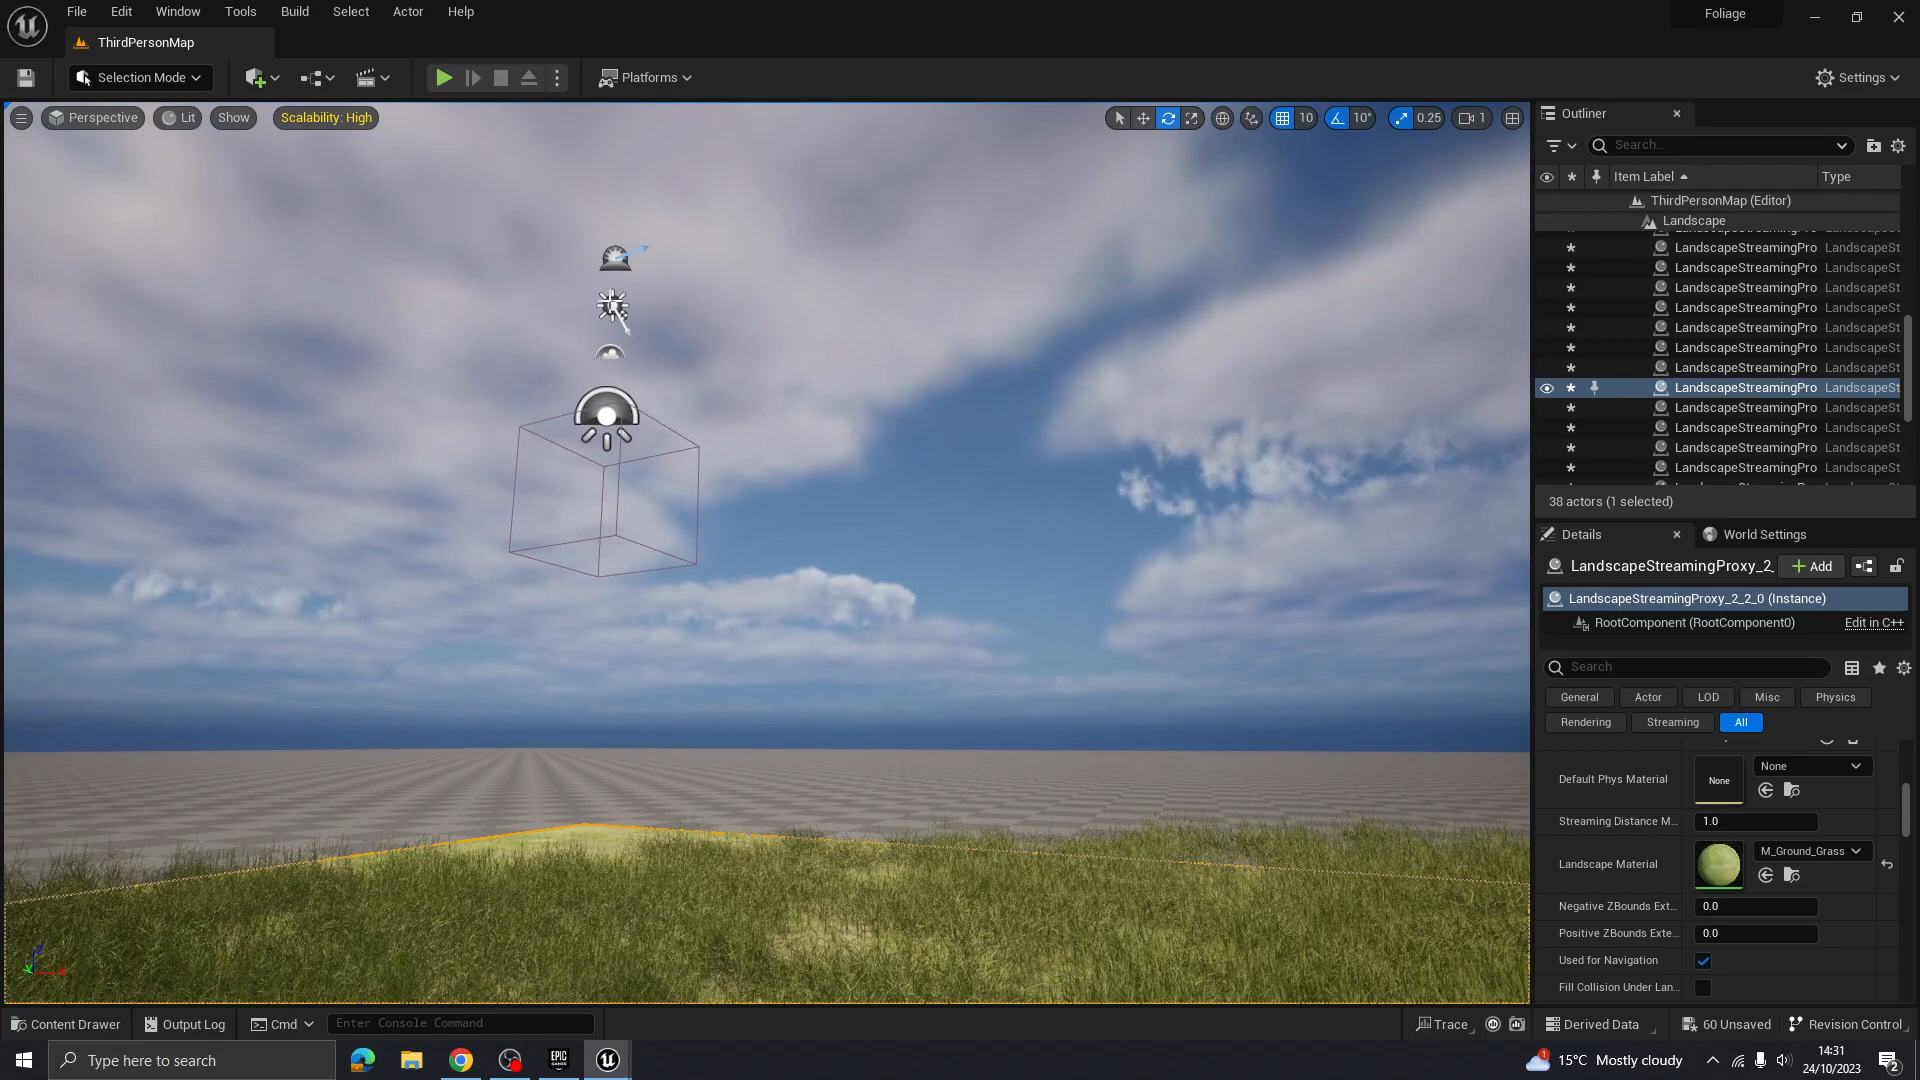 File Edit Window Tools Build Select Actor Help
Foliage
ThirdPersonMap
Selection Mode
Platforms
Settings
Perspective Lit Show Scalability: High
10 10° 0.25 1
Outliner
Search...
Item Label Type
ThirdPersonMap (Editor)
Landscape
LandscapeStreamingPro LandscapeSt
LandscapeStreamingPro LandscapeSt
LandscapeStreamingPro LandscapeSt
LandscapeStreamingPro LandscapeSt
LandscapeStreamingPro LandscapeSt
LandscapeStreamingPro LandscapeSt
LandscapeStreamingPro LandscapeSt
LandscapeStreamingPro LandscapeSt
LandscapeStreamingPro LandscapeSt
LandscapeStreamingPro LandscapeSt
LandscapeStreamingPro LandscapeSt
LandscapeStreamingPro LandscapeSt
38 actors (1 selected)
Details
World Settings
LandscapeStreamingProxy_2_
Add
LandscapeStreamingProxy_2_2_0 (Instance)
RootComponent (RootComponent0) Edit in C++
Search
General Actor LOD Misc Physics
Rendering Streaming All
Default Phys Material None None
Streaming Distance M... 1.0
Landscape Material M_Ground_Grass
Negative ZBounds Ext... 0.0
Positive ZBounds Exte... 0.0
Used for Navigation
Fill Collision Under Lan...
Content Drawer Output Log Cmd Enter Console Command
Trace Derived Data 60 Unsaved Revision Control
Type here to search
EPIC GAMES
1 15°C Mostly cloudy
14:31
24/10/2023
2